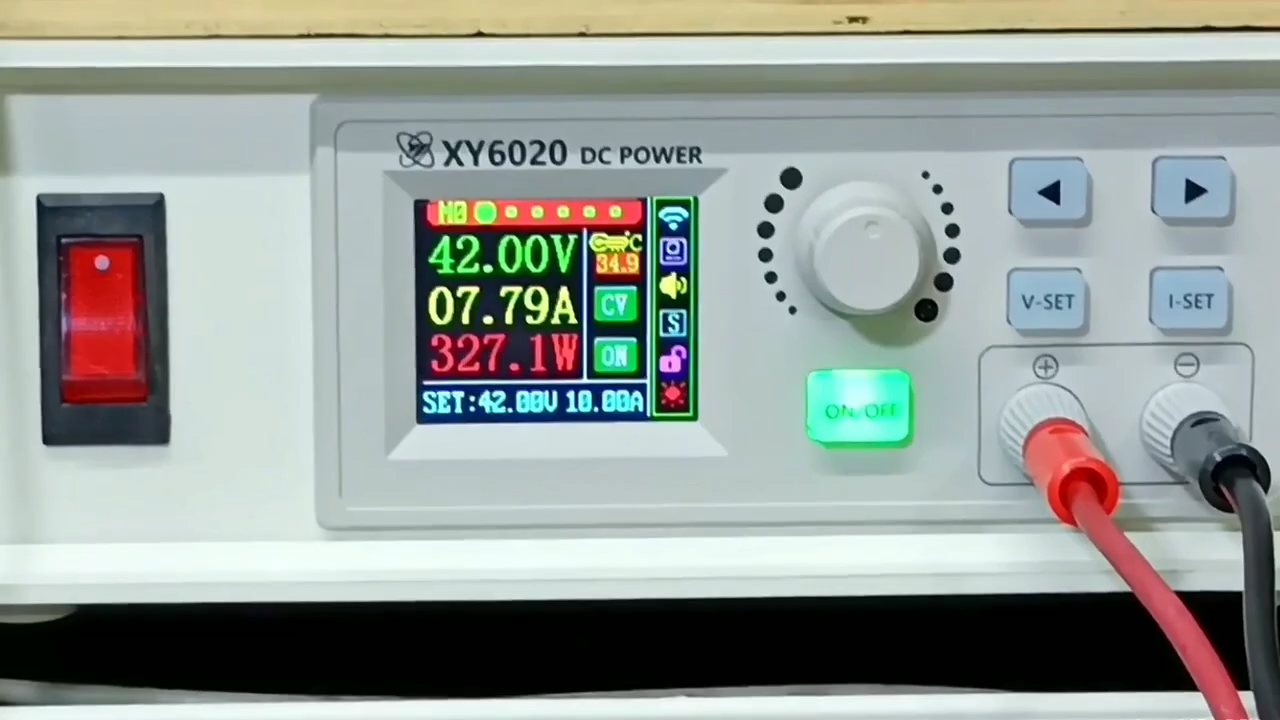 XY6020 DC POWER
M0
°C
42.00V
34.9
07.79A
CV
327.1W
ON
S
SET:42.00V 10.00A
V-SET
I-SET
ON/OFF